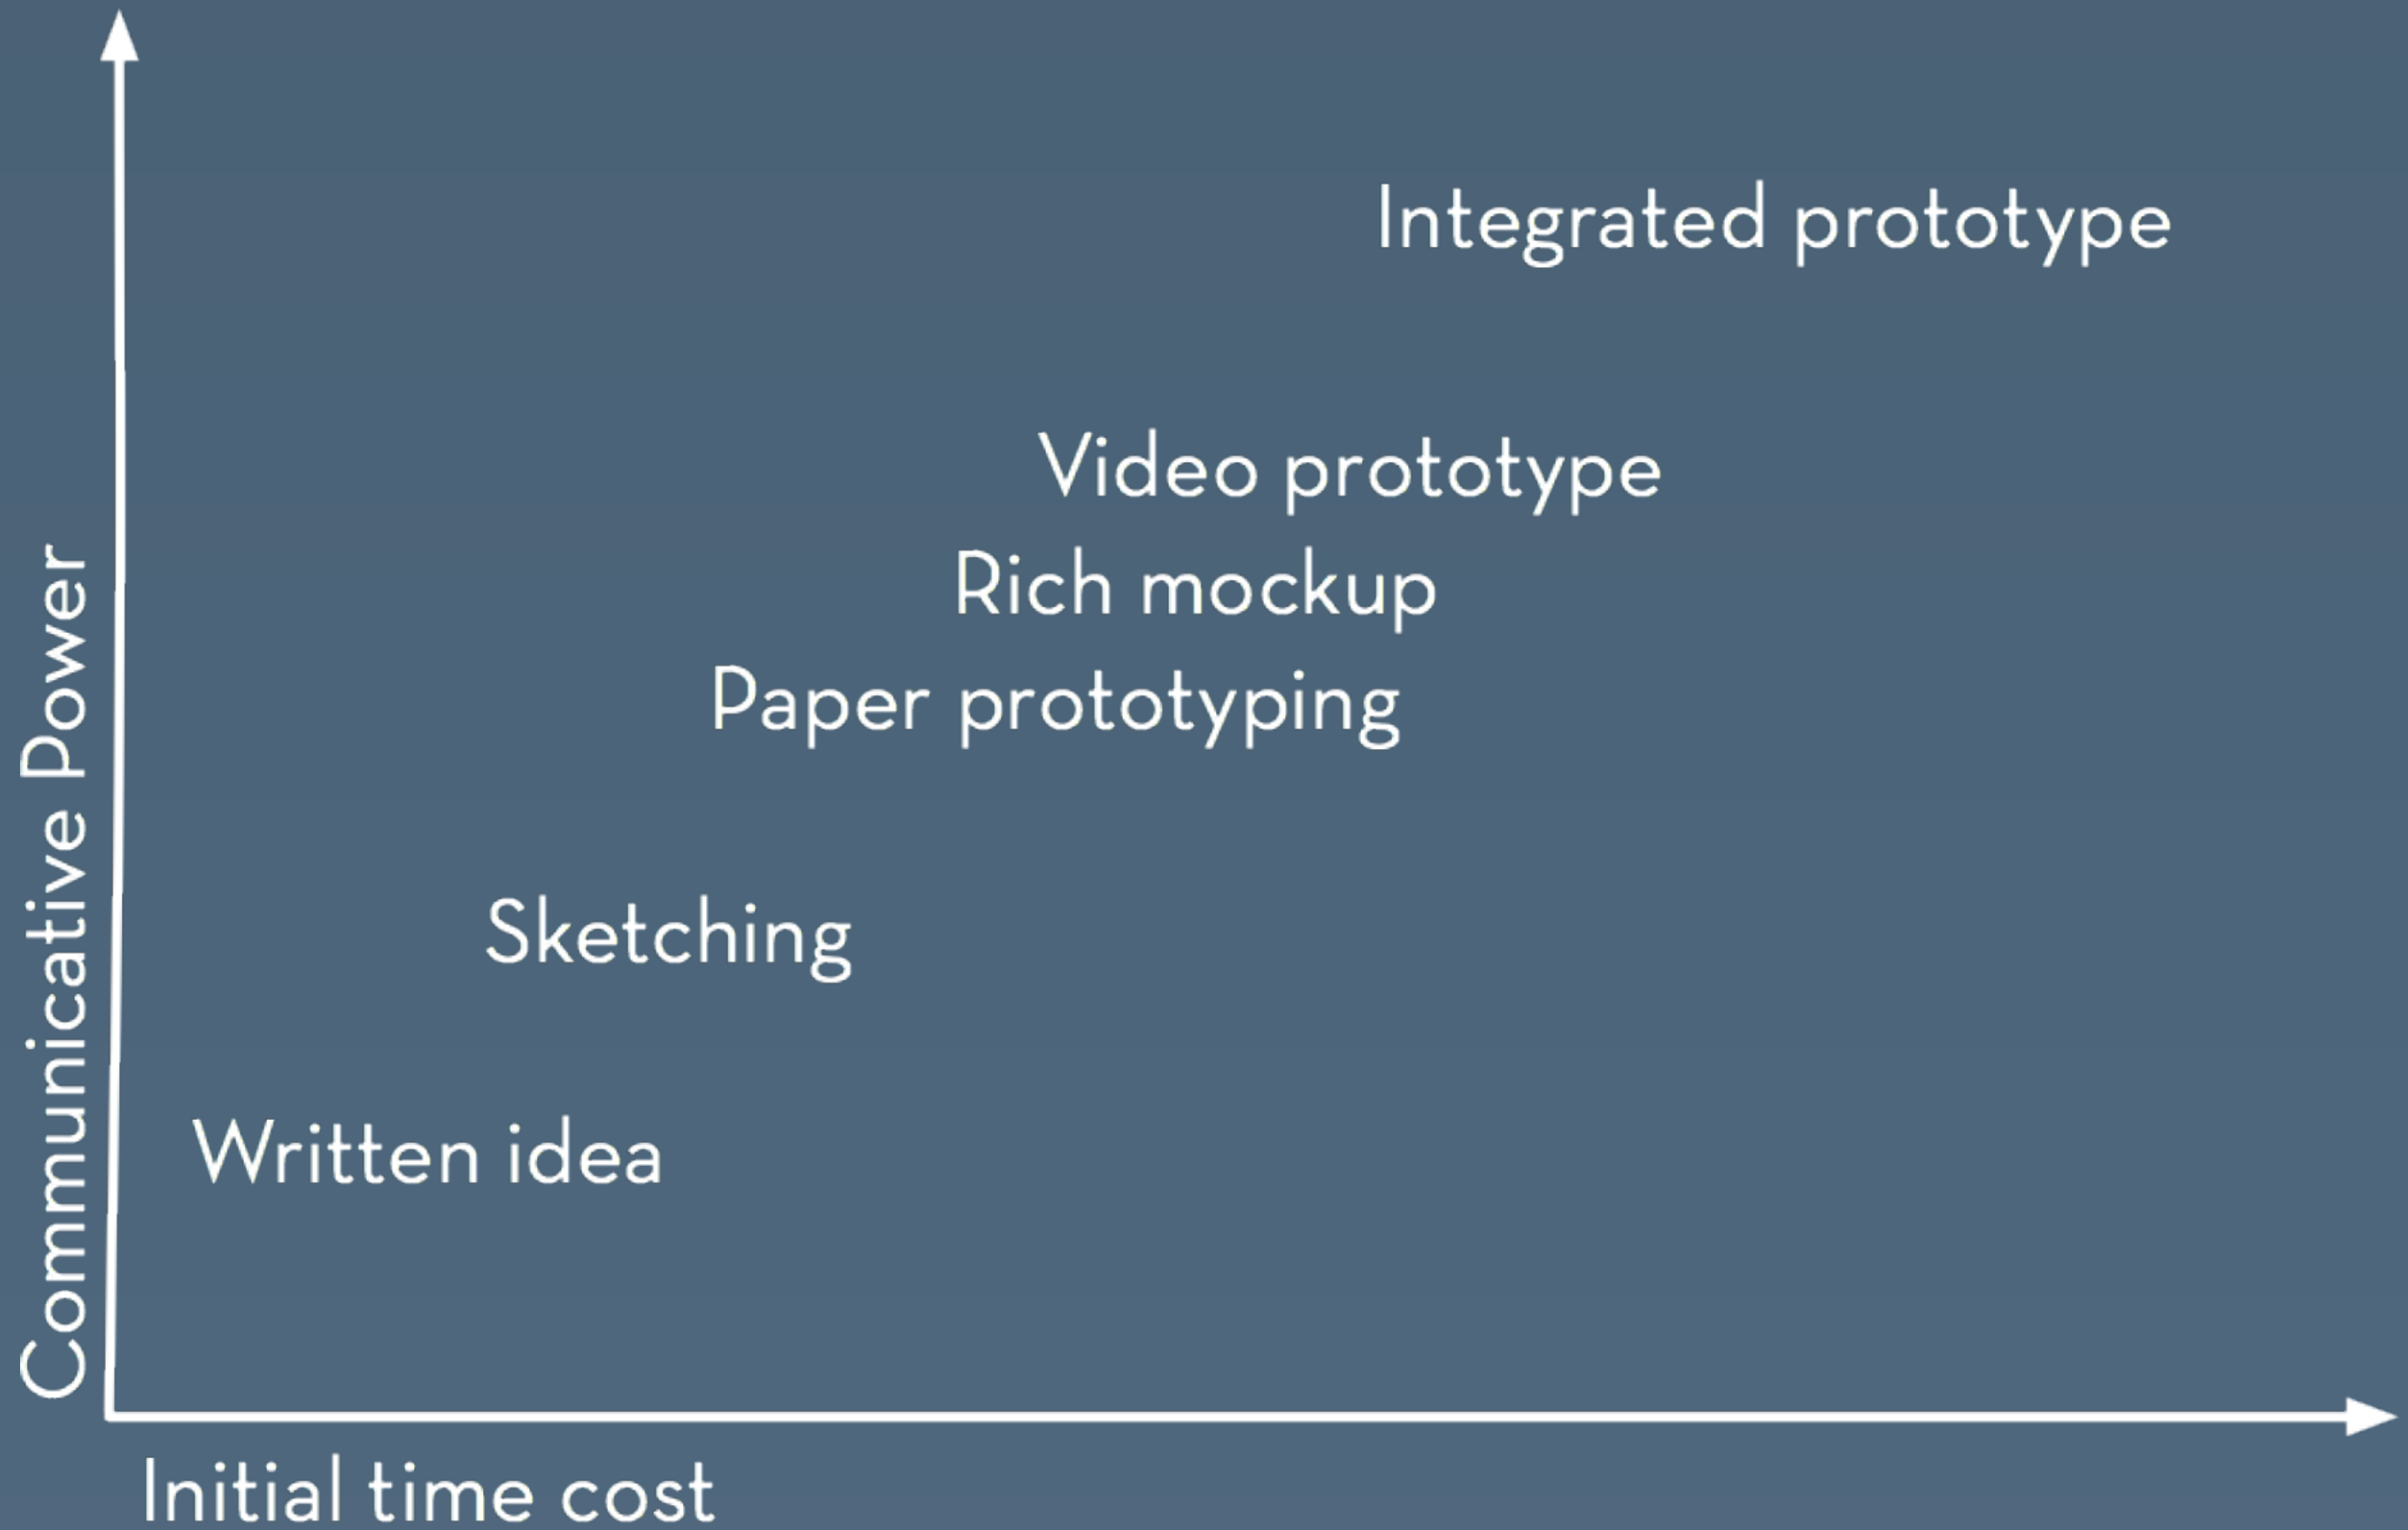 Integrated prototype
Video prototype
Rich mockup
Paper prototyping
Sketching
Written idea
Communicative Power
Initial time cost